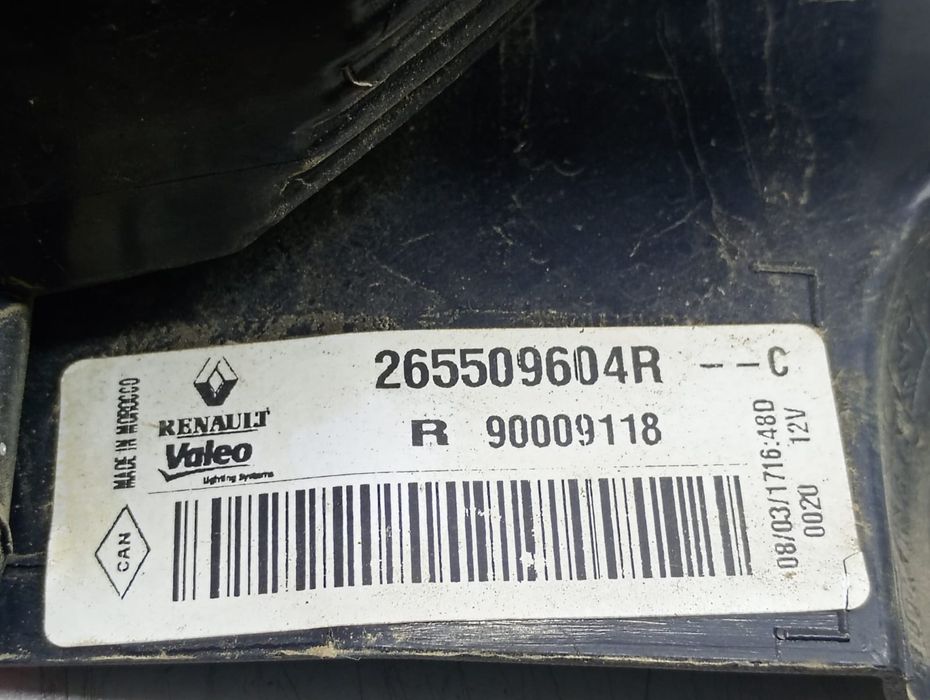 265509604R --C
R 90009118
RENAULT
Valeo
Lighting Systems
MADE IN MOROCCO
CAN
08/03/1716:48D
0020 12V